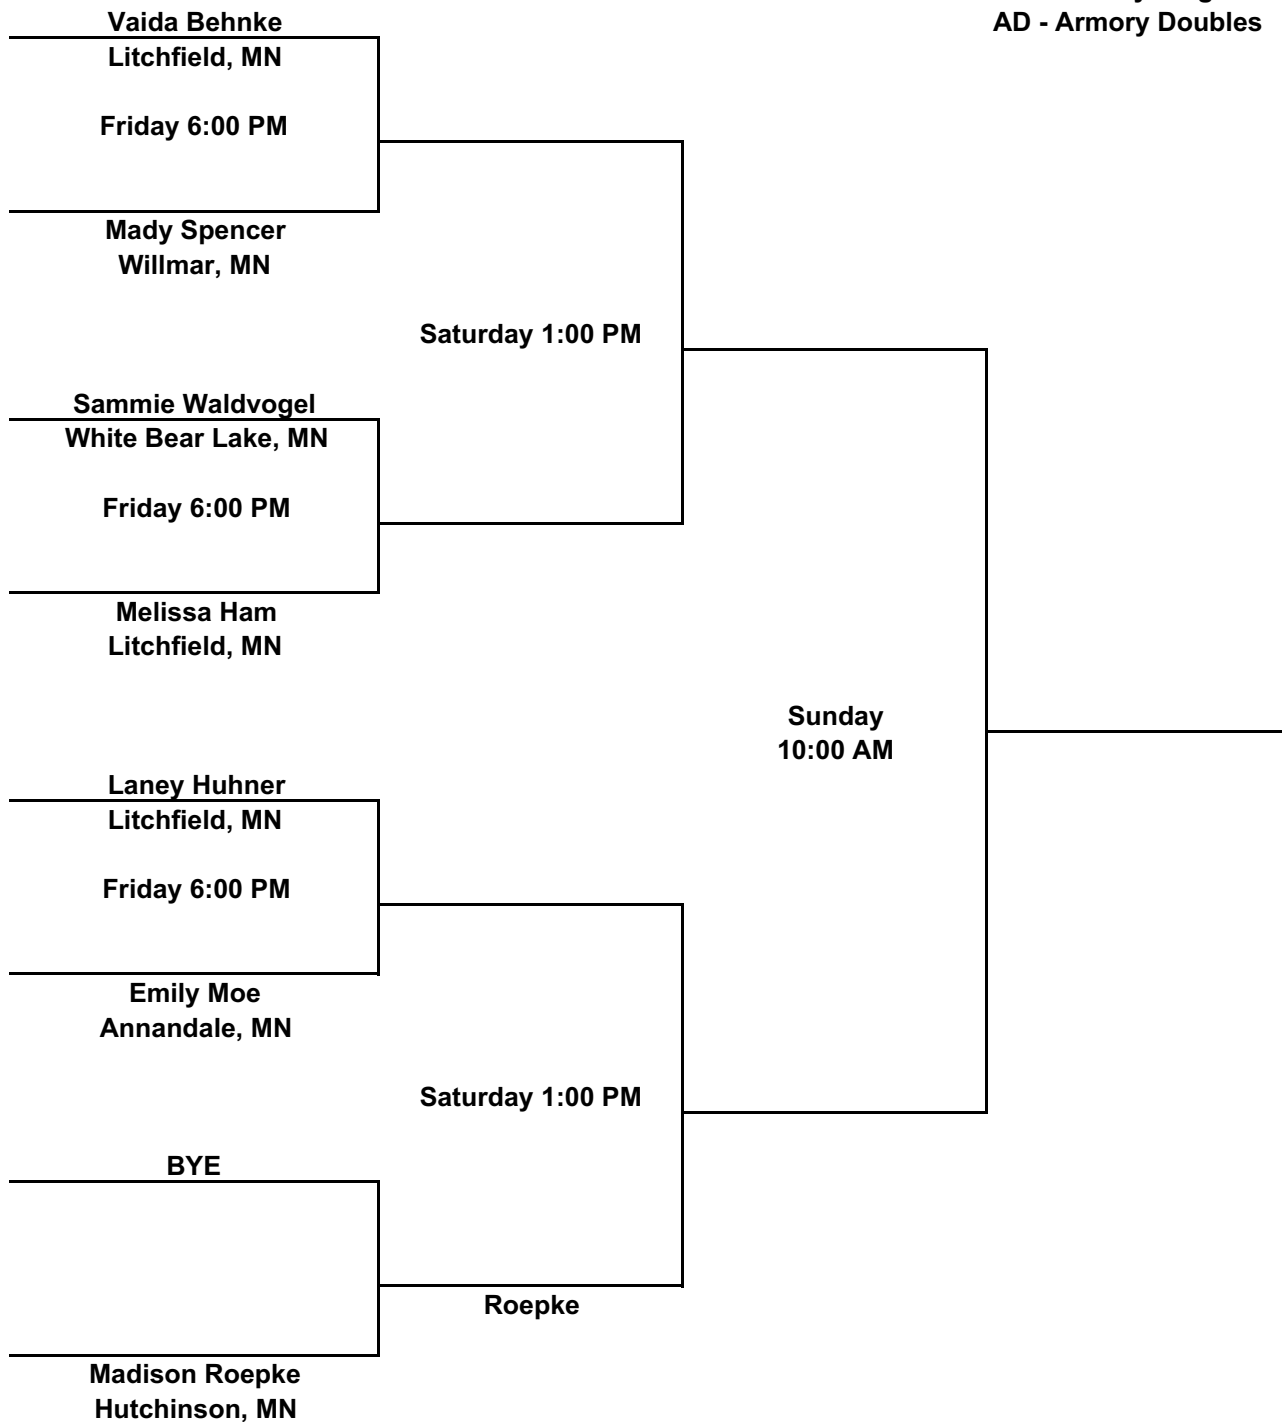 Vaida Behnke
AD - Armory Doubles
Litchfield, MN
Friday 6:00 PM
Mady Spencer
Willmar, MN
Saturday 1:00 PM
Sammie Waldvogel
White Bear Lake, MN
Friday 6:00 PM
Melissa Ham
Litchfield, MN
Sunday
10:00 AM
Laney Huhner
Litchfield, MN
Friday 6:00 PM
Emily Moe
Annandale, MN
Saturday 1:00 PM
BYE
Roepke
Madison Roepke
Hutchinson, MN